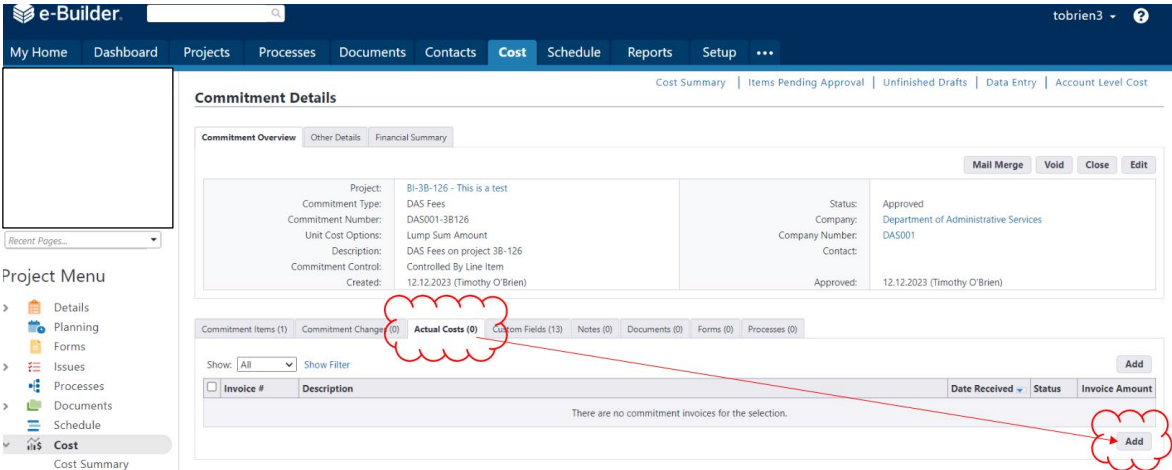 e-Builder.
tobrien3
?
My Home Dashboard Projects Processes Documents Contacts Cost Schedule Reports Setup •••
Cost Summary | Items Pending Approval | Unfinished Drafts | Data Entry | Account Level Cost
Commitment Details
Commitment Overview Other Details Financial Summary
Mail Merge Void Close Edit
Project: BI-3B-126 - This is a test
Commitment Type: DAS Fees Status: Approved
Commitment Number: DAS001-3B126 Company: Department of Administrative Services
Unit Cost Options: Lump Sum Amount Company Number: DAS001
Description: DAS Fees on project 3B-126 Contact:
Commitment Control: Controlled By Line Item
Created: 12.12.2023 (Timothy O'Brien) Approved: 12.12.2023 (Timothy O'Brien)
Recent Pages...
Project Menu
Details
Planning
Forms
Issues
Processes
Documents
Schedule
Cost
Cost Summary
Commitment Items (1) Commitment Changes (0) Actual Costs (0) Custom Fields (13) Notes (0) Documents (0) Forms (0) Processes (0)
Show: All Show Filter Add
Invoice # Description Date Received Status Invoice Amount
There are no commitment invoices for the selection.
Add